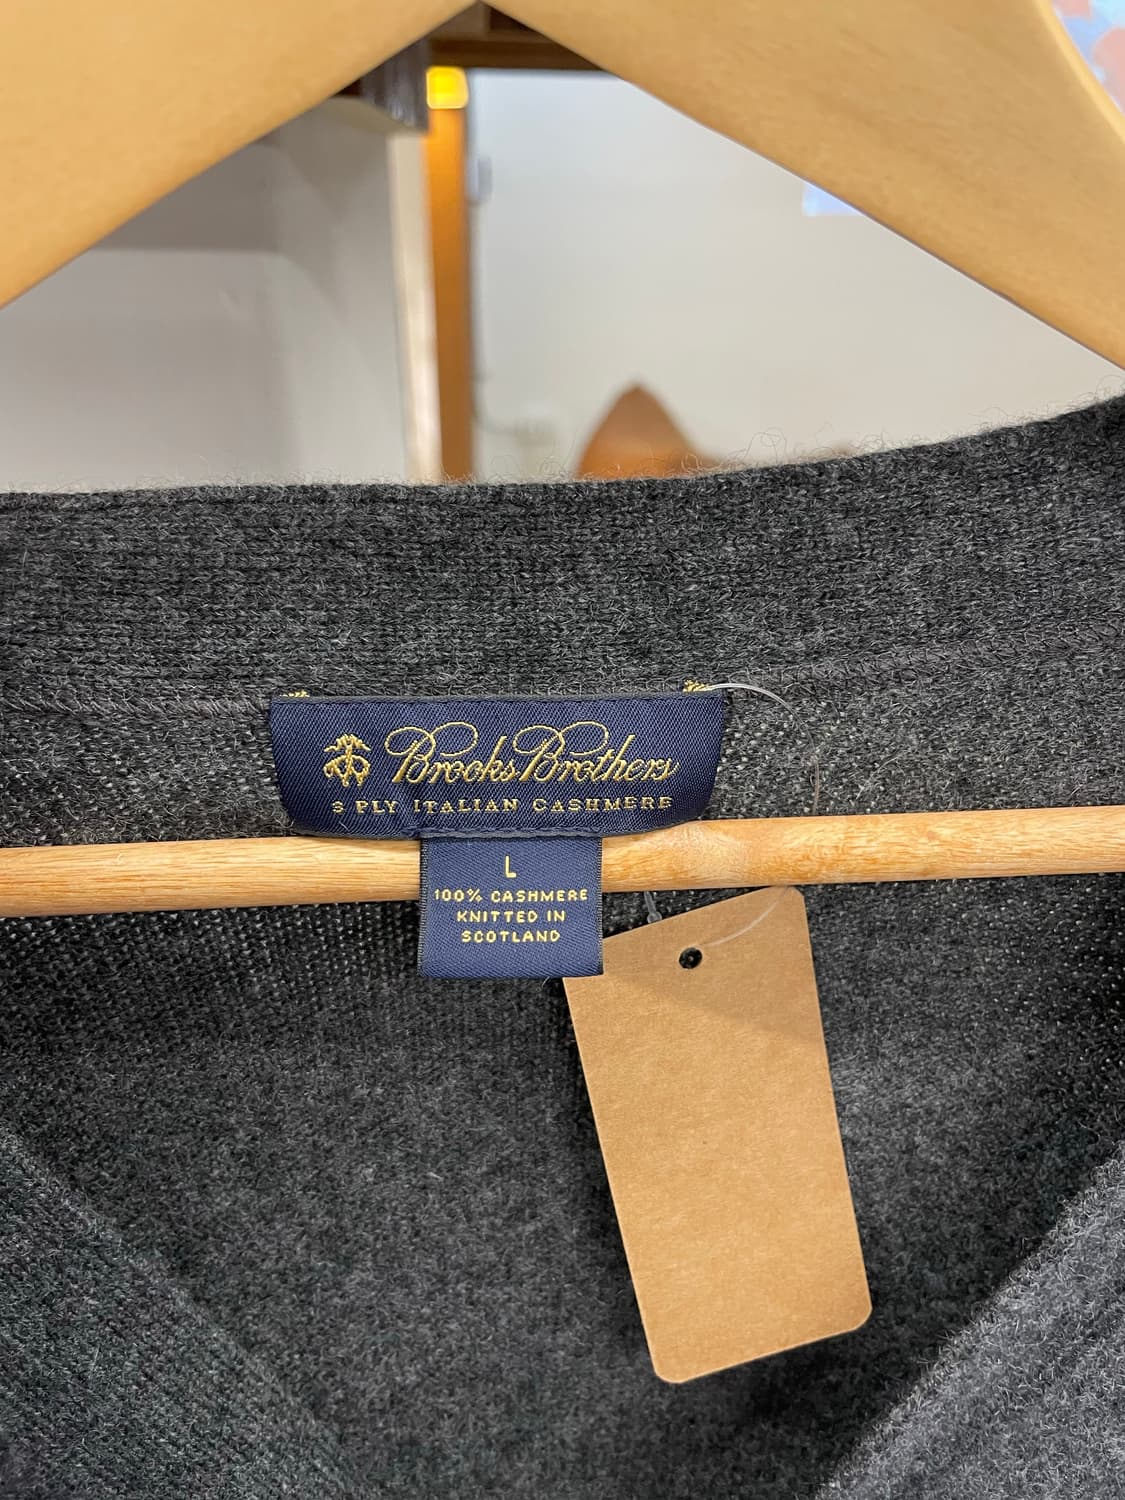 Brooks Brothers
3 PLY ITALIAN CASHMERE
L
100% CASHMERE
KNITTED IN
SCOTLAND